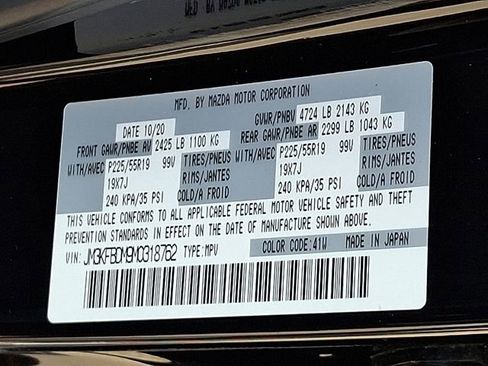 MFD. BY MAZDA MOTOR CORPORATION
DATE 10/20 GVWR/PNBV 4724 LB 2143 KG
FRONT GAWR/PNBE AV 2425 LB 1100 KG REAR GAWR/PNBE AR 2299 LB 1043 KG
WITH/AVEC P225/55R19 99V TIRES/PNEUS WITH/AVEC P225/55R19 99V TIRES/PNEUS
19X7J RIMS/JANTES 19X7J RIMS/JANTES
240 KPA/35 PSI COLD/A FROID 240 KPA/35 PSI COLD/A FROID
THIS VEHICLE CONFORMS TO ALL APPLICABLE FEDERAL MOTOR VEHICLE SAFETY AND THEFT
PREVENTION STANDARDS IN EFFECT ON THE DATE OF MANUFACTURE SHOWN ABOVE.
VIN: JM3KFBDM9M0318762 TYPE:MPV COLOR CODE:41W MADE IN JAPAN